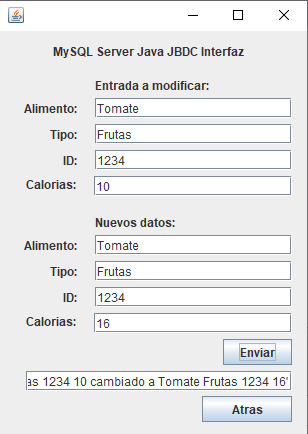 MySQL Server Java JBDC Interfaz
Entrada a modificar:
Alimento: Tomate
Tipo: Frutas
ID: 1234
Calorias: 10
Nuevos datos:
Alimento: Tomate
Tipo: Frutas
ID: 1234
Calorias: 16
Enviar
as 1234 10 cambiado a Tomate Frutas 1234 16'
Atras